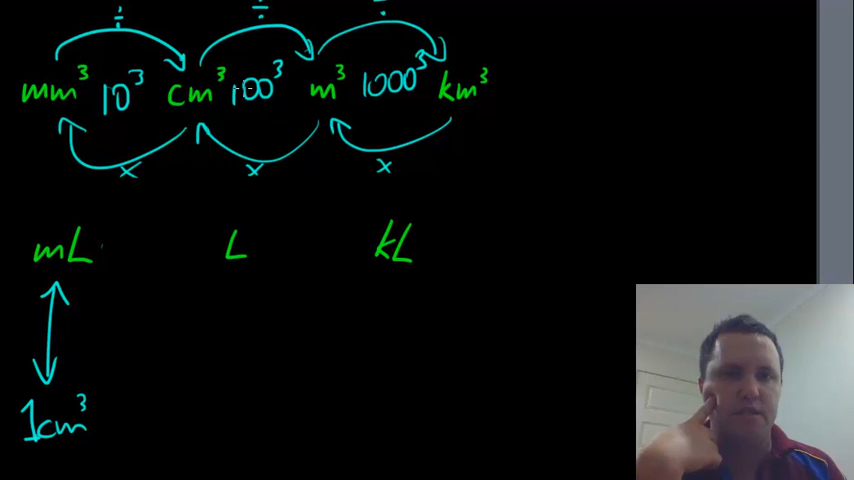 ÷ ÷ ÷
mm³ 10³ cm³ 100³ m³ 1000³ km³
x x x
mL L kL
1cm³